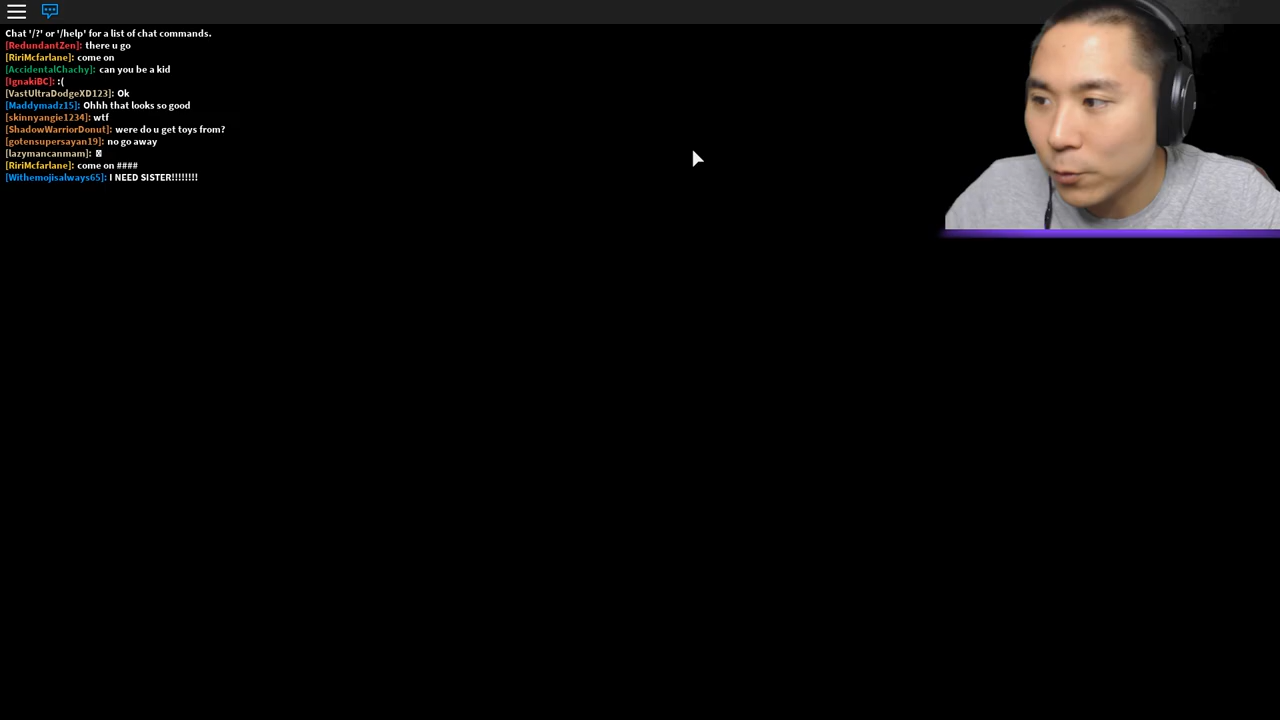 Chat '/?' or '/help' for a list of chat commands.
[RedundantZen]: there u go
[RiriMcfarlane]: come on
[AccidentalChachy]: can you be a kid
[IgnakiBC]: :(
[VastUltraDodgeXD123]: Ok
[Maddymadz15]: Ohhh that looks so good
[skinnyangie1234]: wtf
[ShadowWarriorDonut]: were do u get toys from?
[gotensupersayan19]: no go away
[lazymancanmam]:
[RiriMcfarlane]: come on ####
[Withemojisalways65]: I NEED SISTER!!!!!!!!